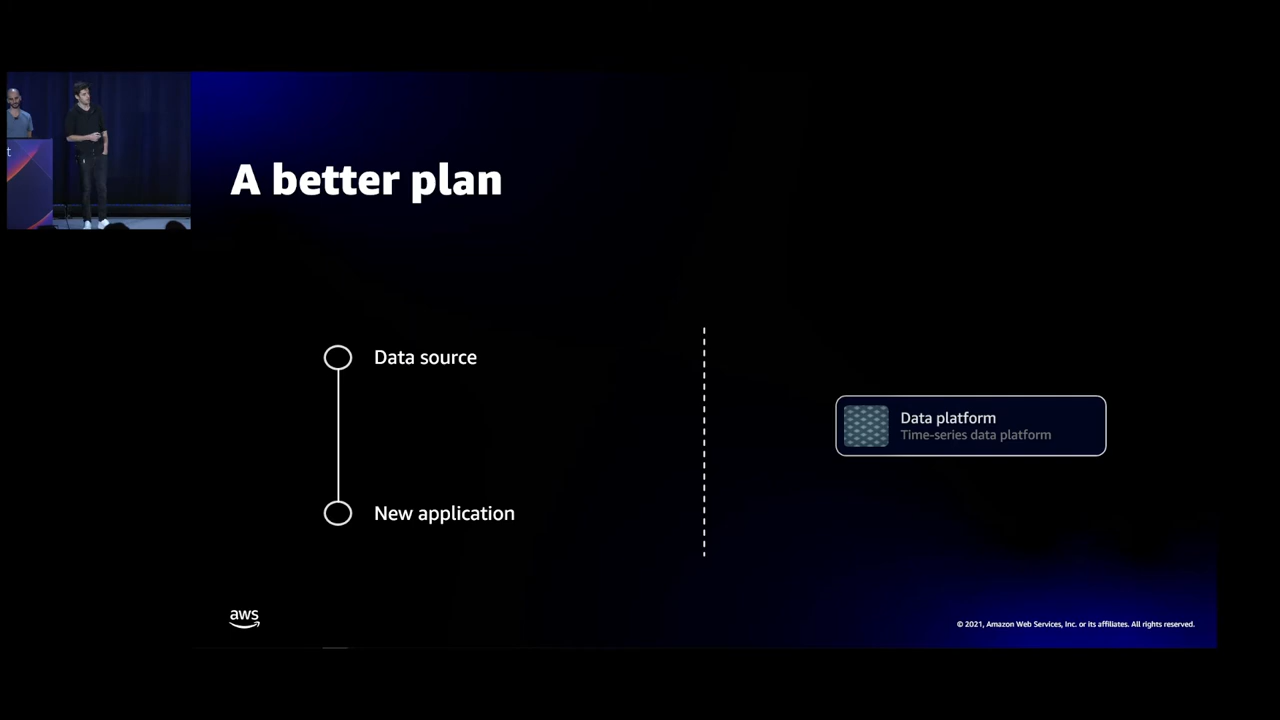 A better plan
Data source
New application
Data platform
Time-series data platform
aws
© 2021, Amazon Web Services, Inc. or its affiliates. All rights reserved.